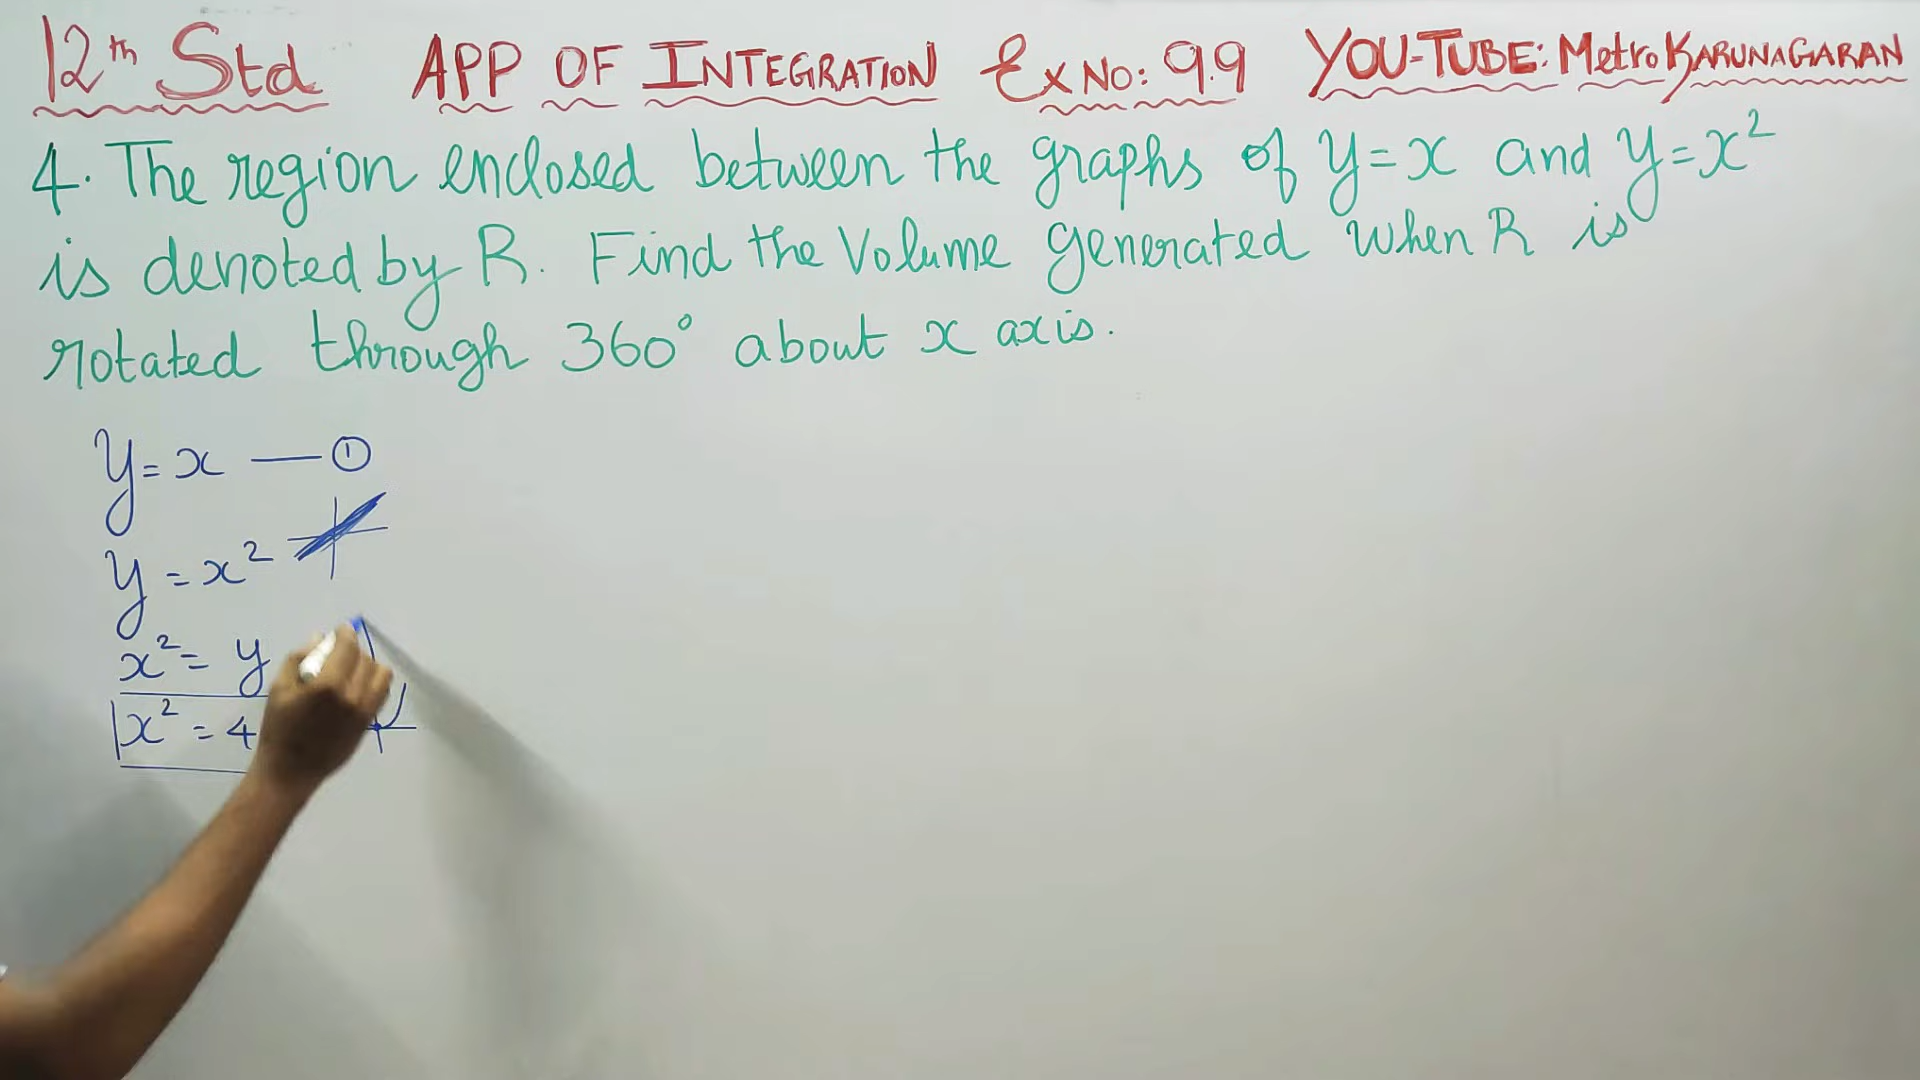 12th Std APP OF INTEGRATION Ex No: 9.9 YOU-TUBE: Metro KARUNAGARAN
4. The region enclosed between the graphs of y = x and y = x²
is denoted by R. Find the Volume generated when R is
rotated through 360° about x axis.
y = x — ①
y = x²
x² = y
x² = 4